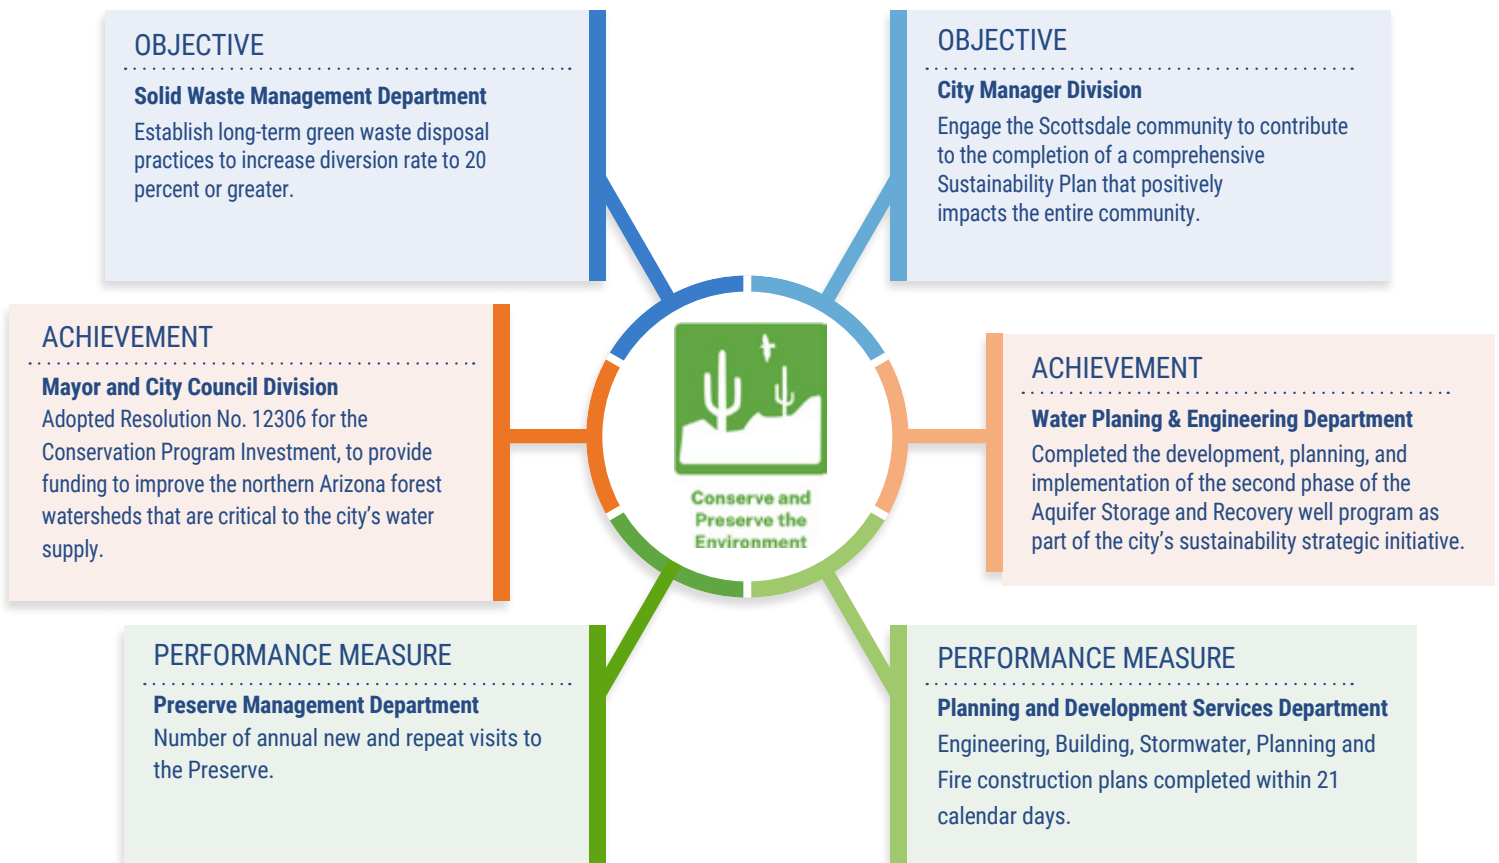 OBJECTIVE
Solid Waste Management Department
Establish long-term green waste disposal
practices to increase diversion rate to 20
percent or greater.
OBJECTIVE
City Manager Division
Engage the Scottsdale community to contribute
to the completion of a comprehensive
Sustainability Plan that positively
impacts the entire community.
ACHIEVEMENT
Mayor and City Council Division
Adopted Resolution No. 12306 for the
Conservation Program Investment, to provide
funding to improve the northern Arizona forest
watersheds that are critical to the city’s water
supply.
Conserve and
Preserve the
Environment
ACHIEVEMENT
Water Planing & Engineering Department
Completed the development, planning, and
implementation of the second phase of the
Aquifer Storage and Recovery well program as
part of the city’s sustainability strategic initiative.
PERFORMANCE MEASURE
Preserve Management Department
Number of annual new and repeat visits to
the Preserve.
PERFORMANCE MEASURE
Planning and Development Services Department
Engineering, Building, Stormwater, Planning and
Fire construction plans completed within 21
calendar days.